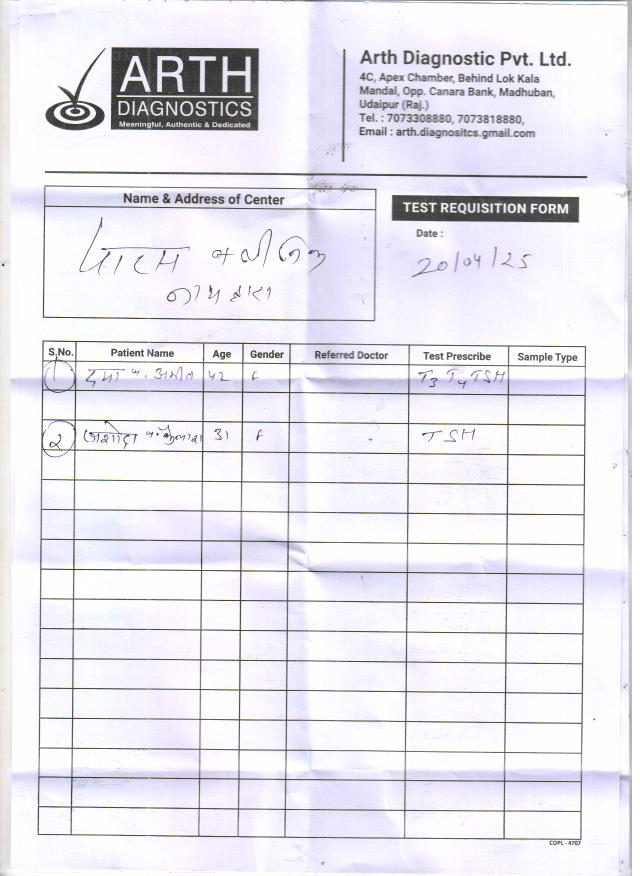 ARTH
DIAGNOSTICS
Meaningful, Authentic & Dedicated
Arth Diagnostic Pvt. Ltd.
4C, Apex Chamber, Behind Lok Kala
Mandal, Opp. Canara Bank, Madhuban,
Udaipur (Raj.)
Tel. : 7073308880, 7073818880,
Email : arth.diagnositcs.gmail.com
Name & Address of Center
पारस क्लीनिक
नाथद्वारा
TEST REQUISITION FORM
Date :
20/04/25
S.No. Patient Name Age Gender Referred Doctor Test Prescribe Sample Type
1 42 F T3 T4 TSH
2 31 F TSH
COPL - 4707